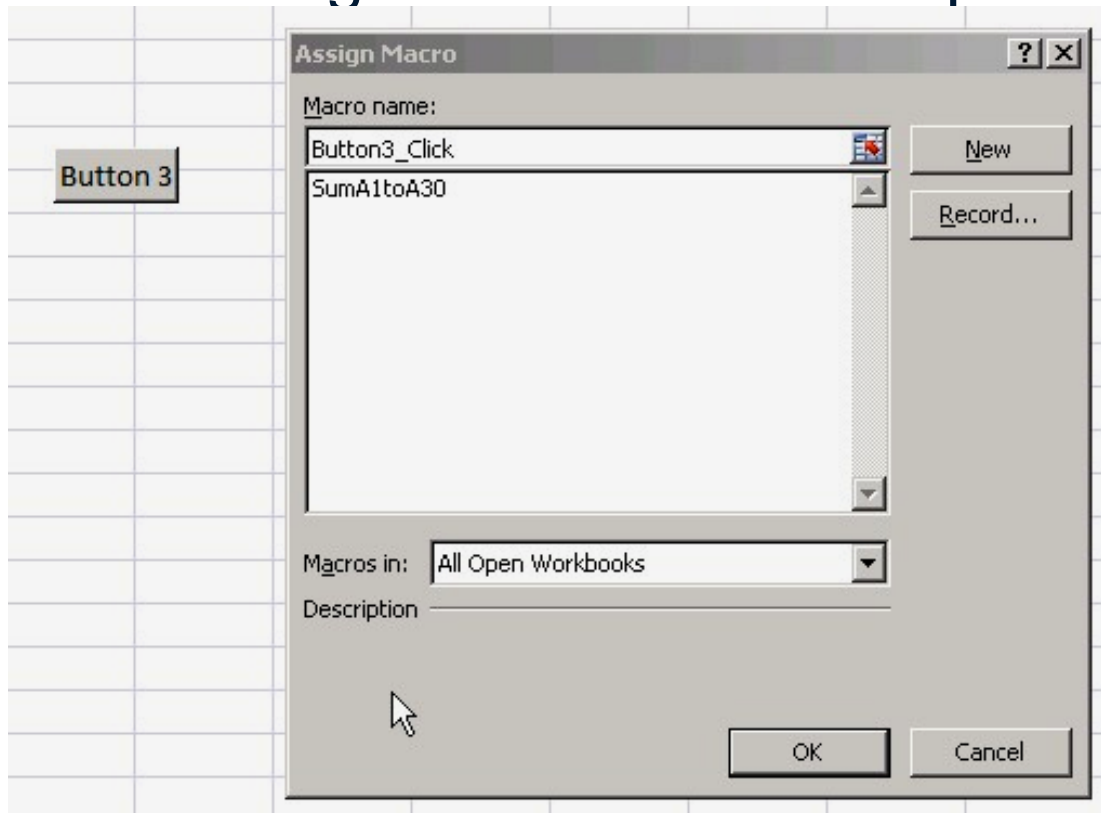 Assign Macro
Macro name:
Button3_Click
New
Button 3
SumA1toA30
Record...
Macros in: All Open Workbooks
Description
OK
Cancel